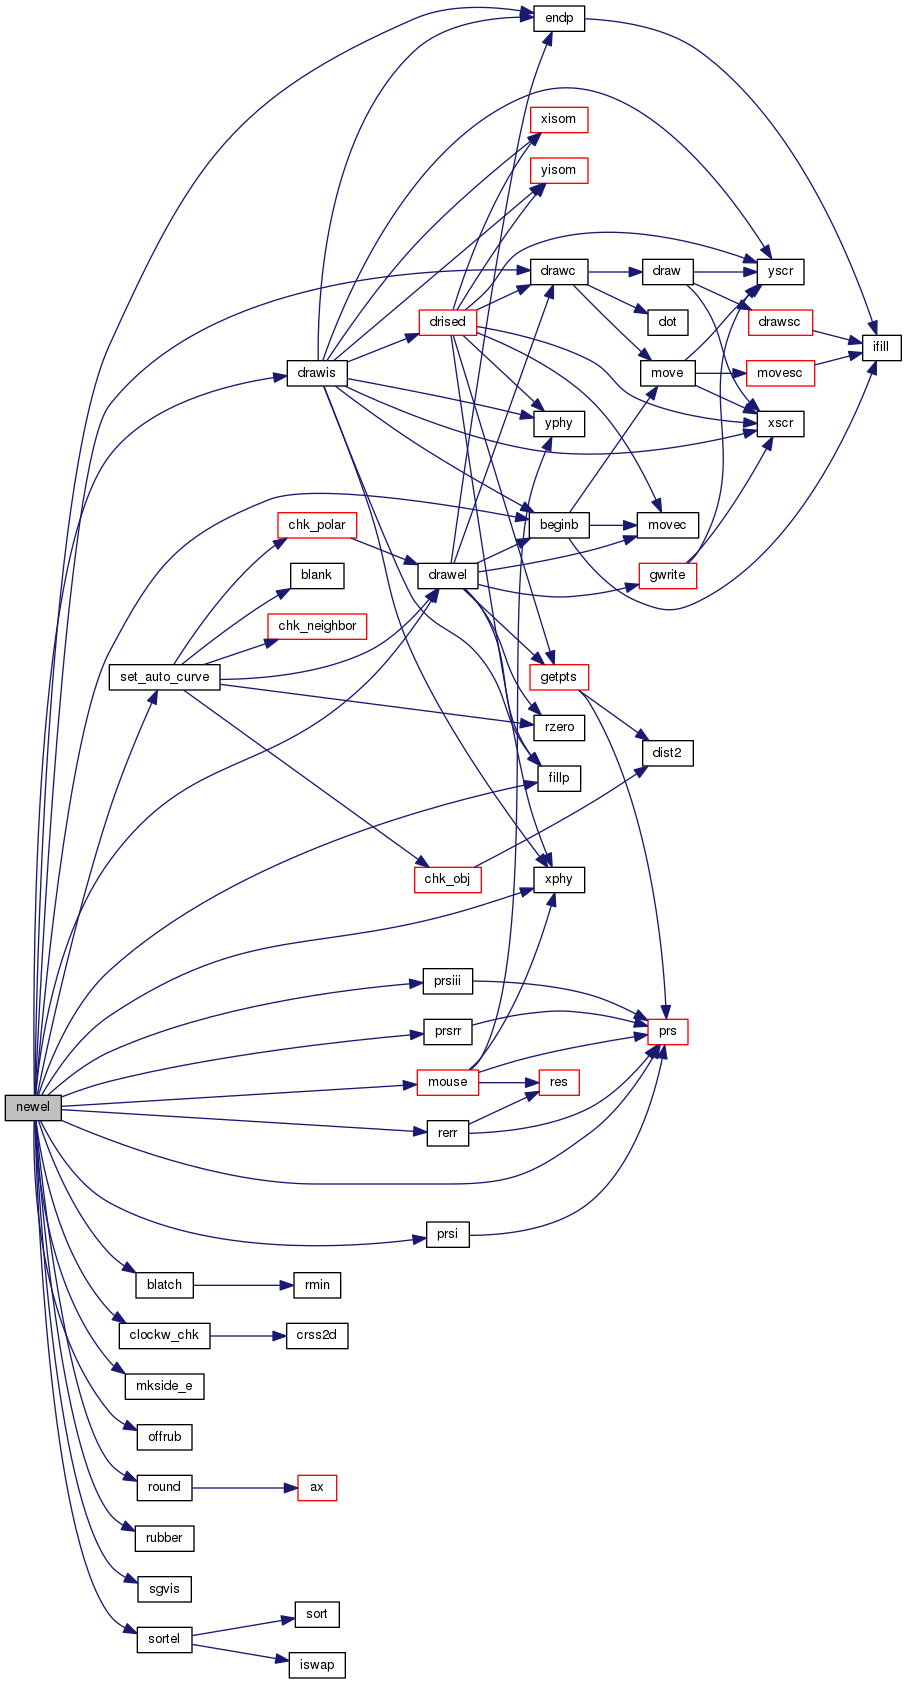 endp
xisom
yisom
drawc
draw
yscr
drised
dot
drawsc
ifill
drawis
move
movesc
yphy
xscr
chk_polar
beginb
movec
blank
drawel
gwrite
chk_neighbor
set_auto_curve
getpts
rzero
dist2
fillp
chk_obj
xphy
prsiii
prsrr
prs
mouse
res
newel
rerr
prsi
blatch
rmin
clockw_chk
crss2d
mkside_e
offrub
round
ax
rubber
sgvis
sort
sortel
iswap